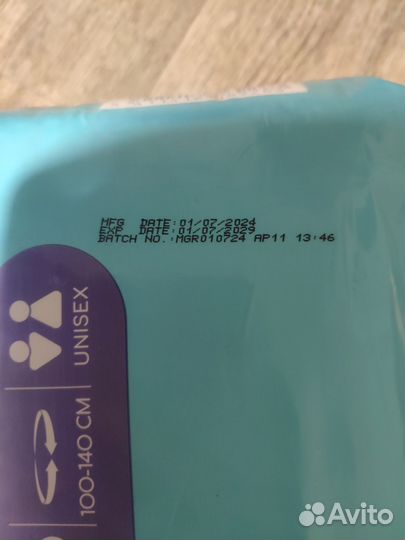 MFG DATE:01/07/2024
EXP DATE:01/07/2029
BATCH NO.:MGR010724 AP11 13:46
UNISEX
100-140 CM
Avito